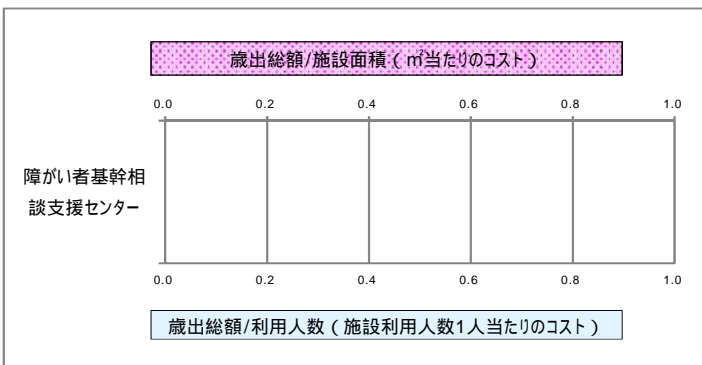 歳出総額/施設面積(㎡当たりのコスト)
0.0 0.2 0.4 0.6 0.8 1.0
障がい者基幹相
談支援センター
0.0 0.2 0.4 0.6 0.8 1.0
歳出総額/利用人数(施設利用人数1人当たりのコスト)